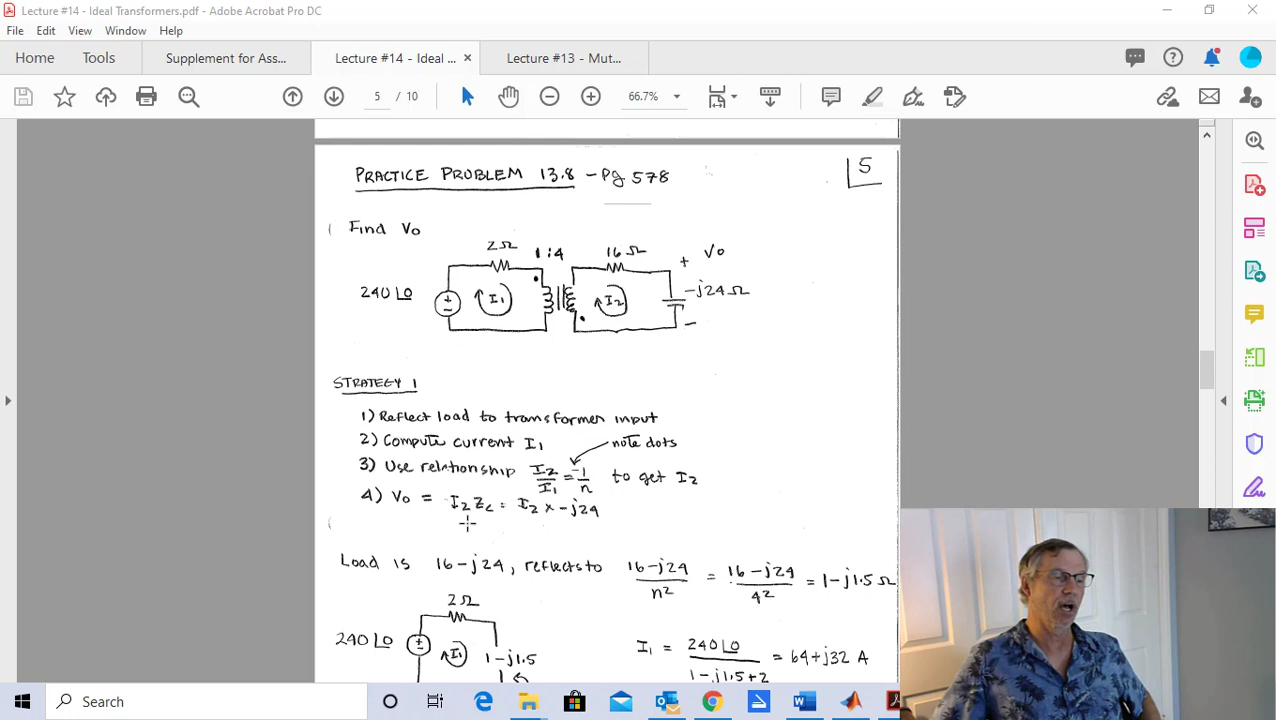 Lecture #14 - Ideal Transformers.pdf - Adobe Acrobat Pro DC
File Edit View Window Help
Home Tools Supplement for Ass... Lecture #14 - Ideal ... × Lecture #13 - Mut...
5 / 10 66.7%
PRACTICE PROBLEM 13.8 - Pg 578
5
Find Vo
2Ω 1:4 16Ω + Vo
240∠0 I1 I2 -j24Ω
-
STRATEGY 1
1) Reflect load to transformer input
2) Compute current I1 note dots
3) Use relationship I2/I1 = -1/n to get I2
4) Vo = I2 Zc = I2 x -j24
Load is 16-j24, reflects to 16-j24/n² = 16-j24/4² = 1-j1.5 Ω
2Ω
240∠0 I1 1-j1.5
I1 = 240∠0/1-j1.5+2 = 64+j32 A
Search